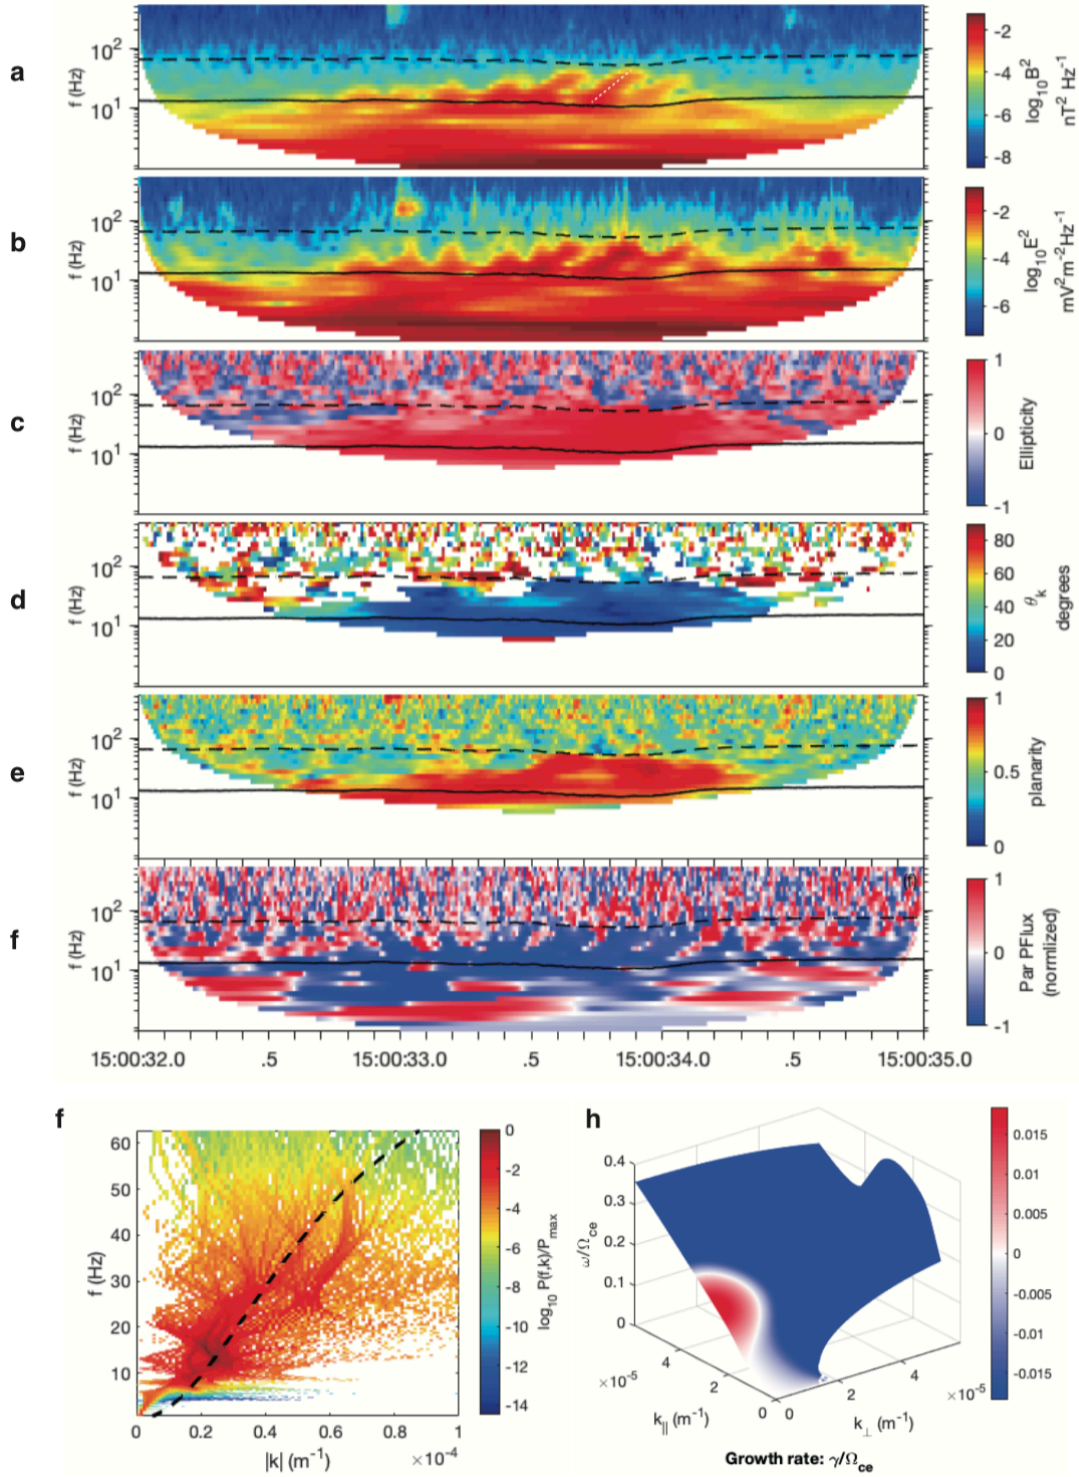 a
f (Hz)
10²
10¹
-2
-4
-6
-8
log₁₀B²
nT² Hz⁻¹
b
f (Hz)
10²
10¹
-2
-4
-6
log₁₀E²
mV²m⁻²Hz⁻¹
c
f (Hz)
10²
10¹
1
0
-1
Ellipticity
d
f (Hz)
10²
10¹
80
60
40
20
0
θₖ
degrees
e
f (Hz)
10²
10¹
1
0.5
0
planarity
f
f (Hz)
10²
10¹
1
0
-1
Par PFlux
(normlized)
15:00:32.0 .5 15:00:33.0 .5 15:00:34.0 .5 15:00:35.0
f
f (Hz)
60
50
40
30
20
10
0 0.2 0.4 0.6 0.8 1
×10⁻⁴
|k| (m⁻¹)
0
-2
-4
-6
-8
-10
-12
-14
log₁₀ P(f,k)/Pmax
h
ω/Ωce
0.4
0.3
0.2
0.1
0
4
2
0
×10⁻⁵
k|| (m⁻¹)
0
2
4
×10⁻⁵
k⊥ (m⁻¹)
0.015
0.01
0.005
0
-0.005
-0.01
-0.015
Growth rate: γ/Ωce